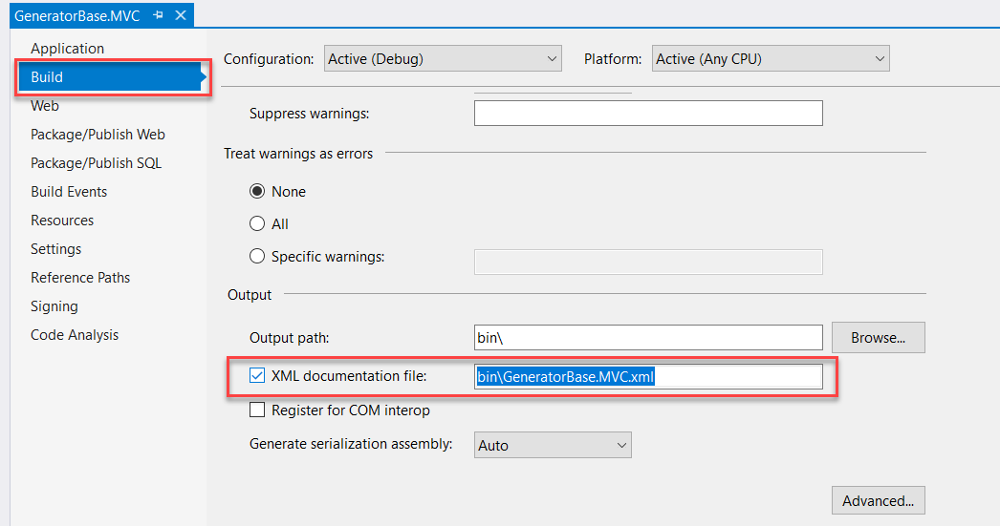 GeneratorBase.MVC
Application
Build
Web
Package/Publish Web
Package/Publish SQL
Build Events
Resources
Settings
Reference Paths
Signing
Code Analysis
Configuration: Active (Debug) Platform: Active (Any CPU)
Suppress warnings:
Treat warnings as errors
None
All
Specific warnings:
Output
Output path: bin\ Browse...
XML documentation file: bin\GeneratorBase.MVC.xml
Register for COM interop
Generate serialization assembly: Auto
Advanced...